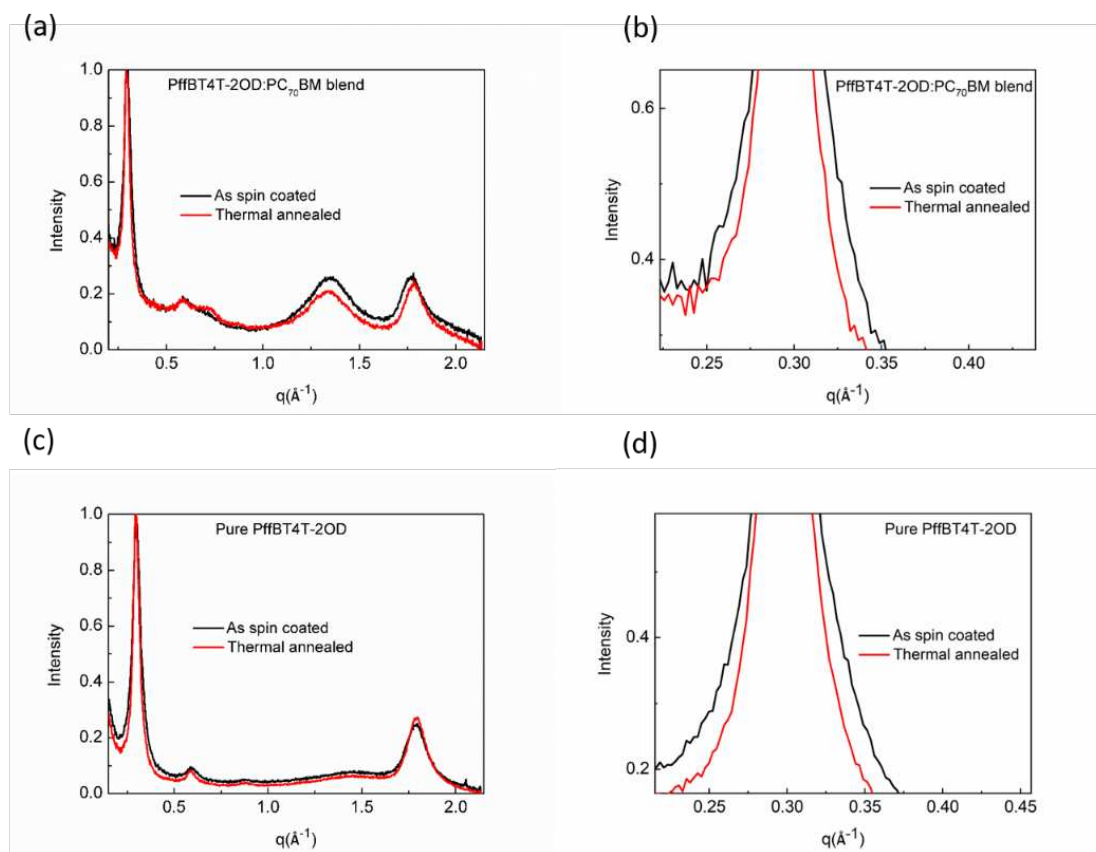 (a)
PffBT4T-2OD:PC₇₀BM blend
As spin coated
Thermal annealed
Intensity
1.0
0.8
0.6
0.4
0.2
0.0
0.5
1.0
1.5
2.0
q(Å⁻¹)
(b)
PffBT4T-2OD:PC₇₀BM blend
As spin coated
Thermal annealed
Intensity
0.6
0.4
0.25
0.30
0.35
0.40
q(Å⁻¹)
(c)
Pure PffBT4T-2OD
As spin coated
Thermal annealed
Intensity
1.0
0.8
0.6
0.4
0.2
0.0
0.5
1.0
1.5
2.0
q(Å⁻¹)
(d)
Pure PffBT4T-2OD
As spin coated
Thermal annealed
Intensity
0.4
0.2
0.25
0.30
0.35
0.40
0.45
q(Å⁻¹)